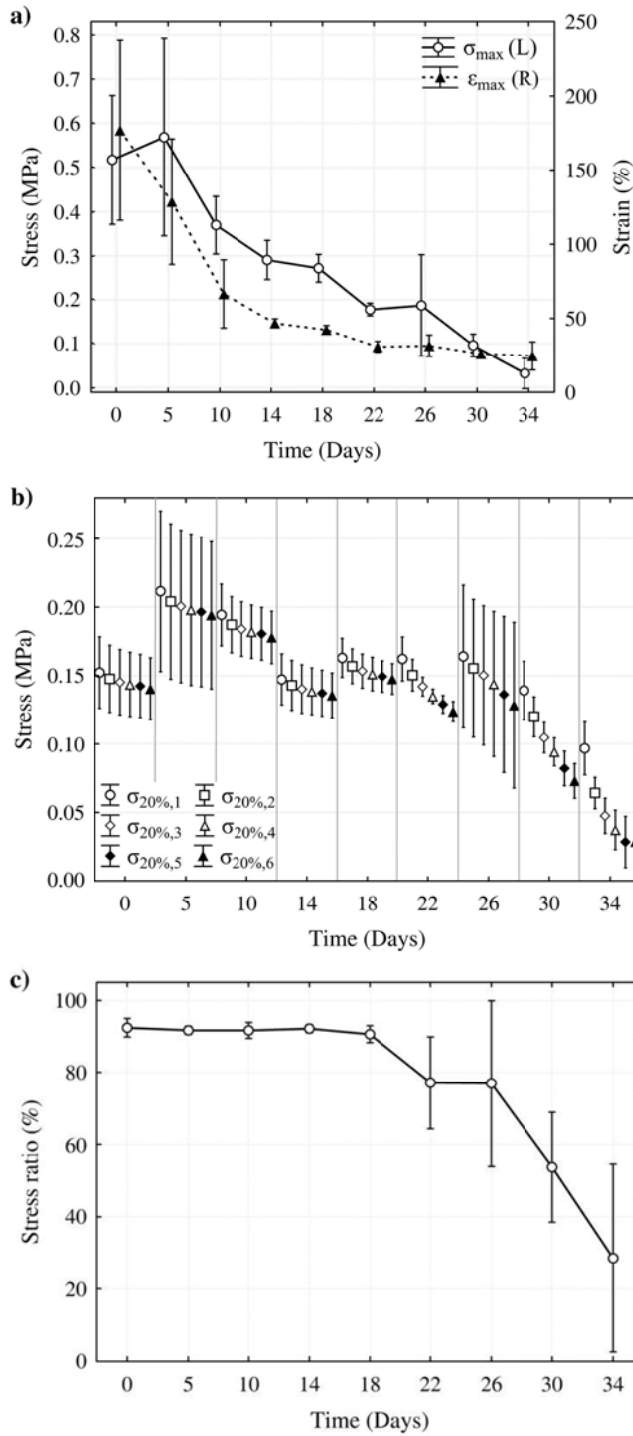 a)
0.8
0.7
0.6
0.5
0.4
0.3
0.2
0.1
0.0
Stress (MPa)
σmax (L)
εmax (R)
250
200
150
100
50
0
Strain (%)
0 5 10 14 18 22 26 30 34
Time (Days)
b)
0.25
0.20
0.15
0.10
0.05
0.00
Stress (MPa)
σ20%,1 σ20%,2
σ20%,3 σ20%,4
σ20%,5 σ20%,6
0 5 10 14 18 22 26 30 34
Time (Days)
c)
100
80
60
40
20
0
Stress ratio (%)
0 5 10 14 18 22 26 30 34
Time (Days)